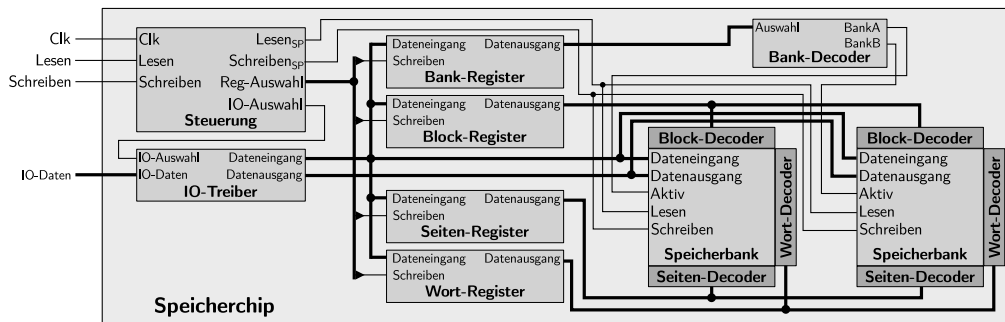 Clk
Lesen
Schreiben
IO-Daten
Clk
Lesen
Schreiben
Lesen_SP
Schreiben_SP
Reg-Auswahl
IO-Auswahl
Steuerung
IO-Auswahl
IO-Daten
Dateneingang
Datenausgang
IO-Treiber
Dateneingang
Datenausgang
Schreiben
Bank-Register
Dateneingang
Datenausgang
Schreiben
Block-Register
Dateneingang
Datenausgang
Schreiben
Seiten-Register
Dateneingang
Datenausgang
Schreiben
Wort-Register
Auswahl
BankA
BankB
Bank-Decoder
Block-Decoder
Dateneingang
Datenausgang
Aktiv
Lesen
Schreiben
Speicherbank
Seiten-Decoder
Wort-Decoder
Block-Decoder
Dateneingang
Datenausgang
Aktiv
Lesen
Schreiben
Speicherbank
Seiten-Decoder
Wort-Decoder
Speicherchip